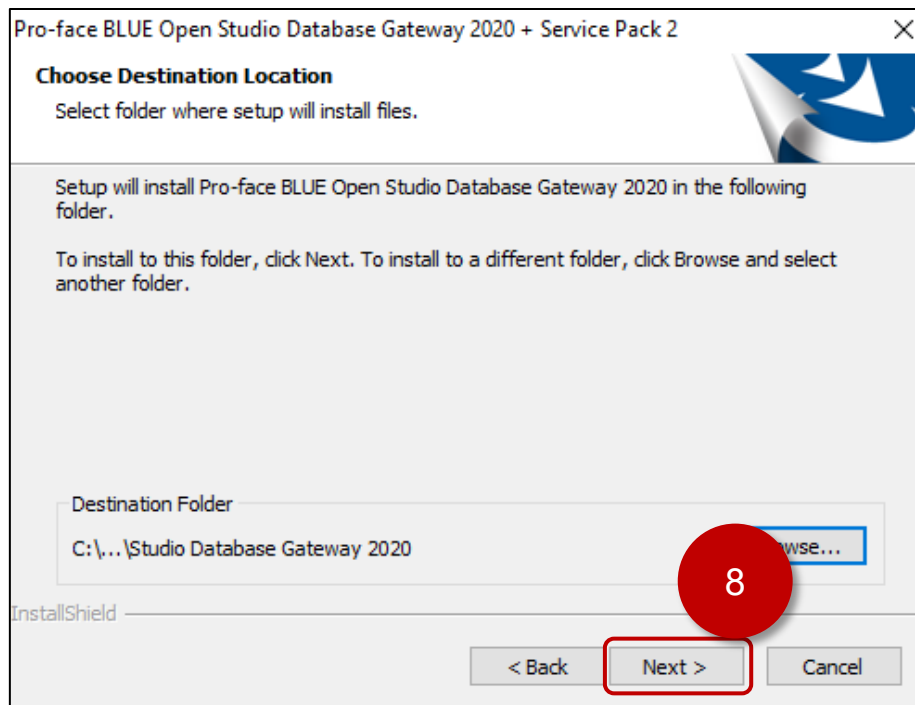 Pro-face BLUE Open Studio Database Gateway 2020 + Service Pack 2
Choose Destination Location
Select folder where setup will install files.
Setup will install Pro-face BLUE Open Studio Database Gateway 2020 in the following
folder.
To install to this folder, click Next. To install to a different folder, click Browse and select
another folder.
Destination Folder
C:\...\Studio Database Gateway 2020
owse...
8
InstallShield
< Back Next > Cancel